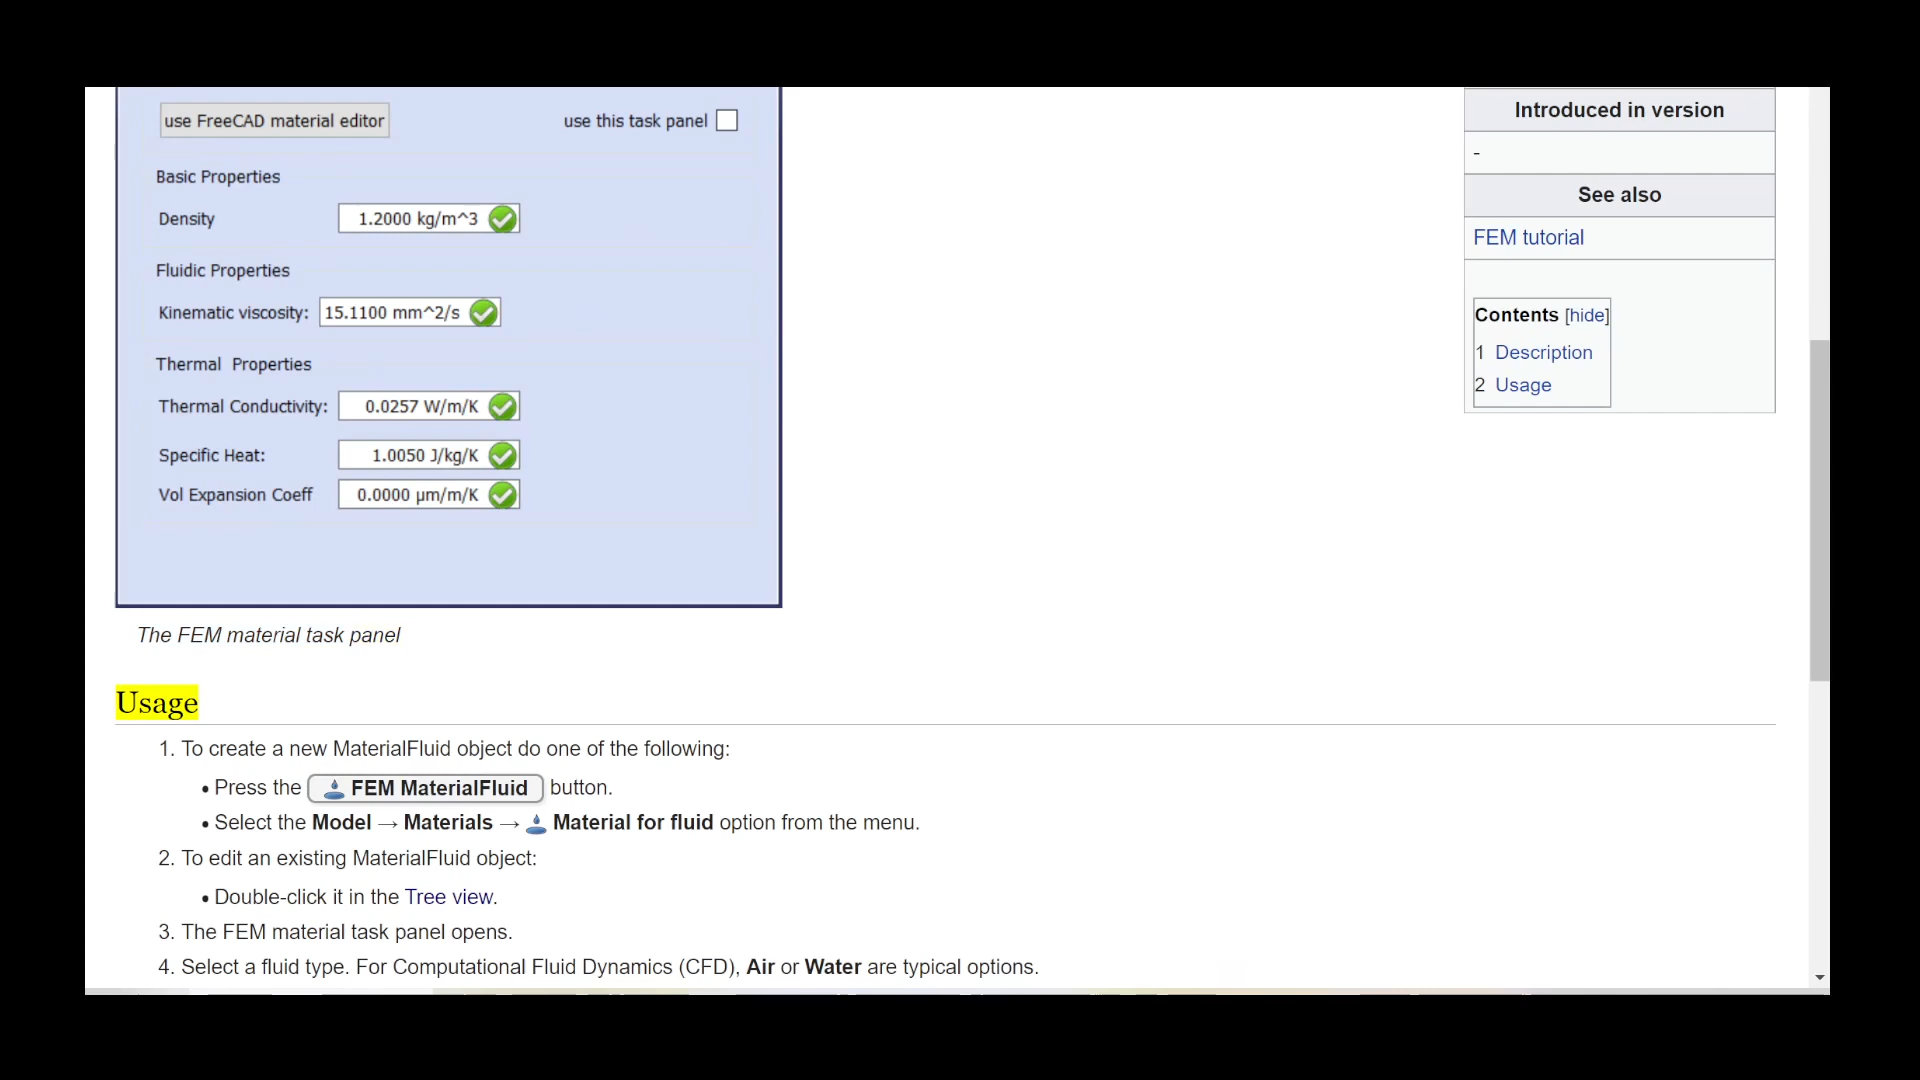 use FreeCAD material editor
use this task panel
Basic Properties
Density 1.2000 kg/m^3
Fluidic Properties
Kinematic viscosity: 15.1100 mm^2/s
Thermal Properties
Thermal Conductivity: 0.0257 W/m/K
Specific Heat: 1.0050 J/kg/K
Vol Expansion Coeff 0.0000 µm/m/K
The FEM material task panel
Introduced in version
-
See also
FEM tutorial
Contents [hide]
1 Description
2 Usage
Usage
1. To create a new MaterialFluid object do one of the following:
• Press the FEM MaterialFluid button.
• Select the Model → Materials → Material for fluid option from the menu.
2. To edit an existing MaterialFluid object:
• Double-click it in the Tree view.
3. The FEM material task panel opens.
4. Select a fluid type. For Computational Fluid Dynamics (CFD), Air or Water are typical options.